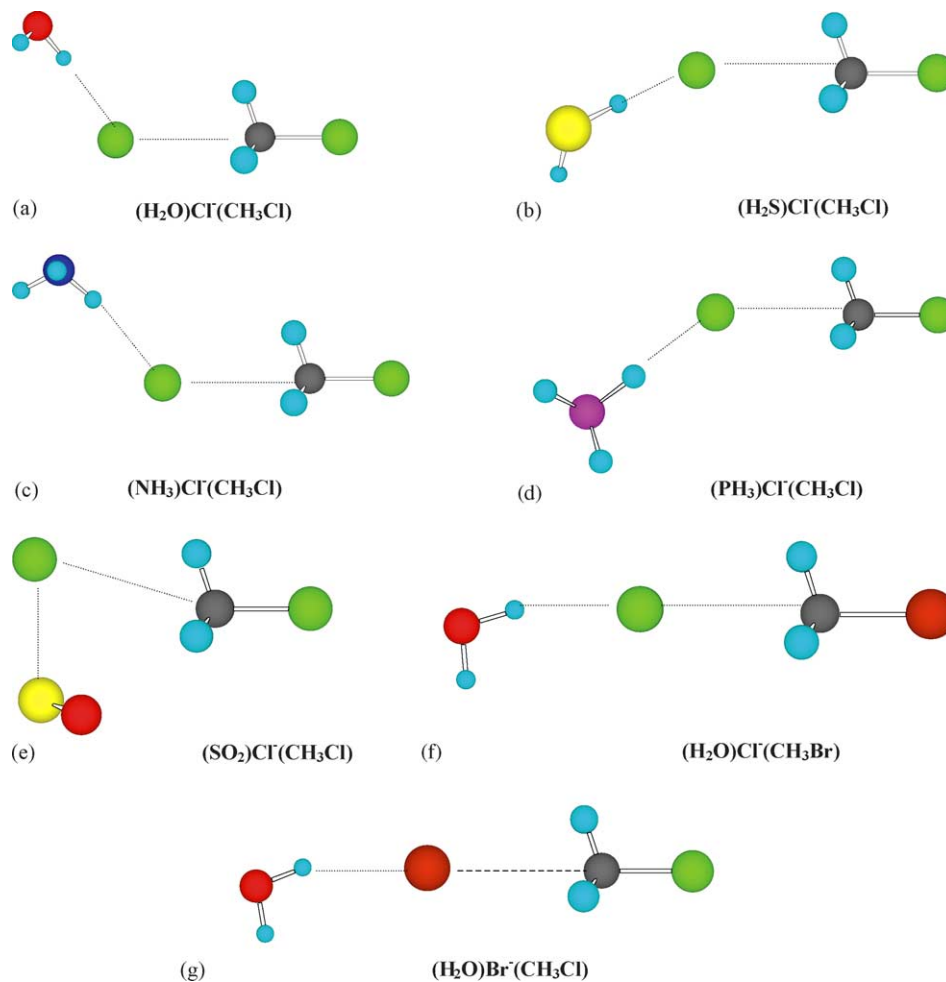 (a) (H₂O)Cl⁻(CH₃Cl)
(b) (H₂S)Cl⁻(CH₃Cl)
(c) (NH₃)Cl⁻(CH₃Cl)
(d) (PH₃)Cl⁻(CH₃Cl)
(e) (SO₂)Cl⁻(CH₃Cl)
(f) (H₂O)Cl⁻(CH₃Br)
(g) (H₂O)Br⁻(CH₃Cl)